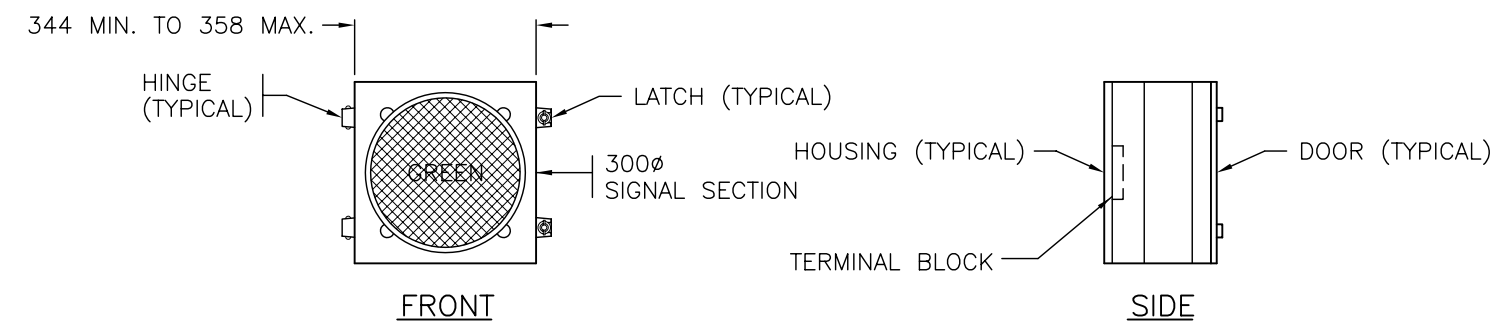 344 MIN. TO 358 MAX.
HINGE
(TYPICAL)
LATCH (TYPICAL)
GREEN
300ø
SIGNAL SECTION
FRONT
HOUSING (TYPICAL)
DOOR (TYPICAL)
TERMINAL BLOCK
SIDE